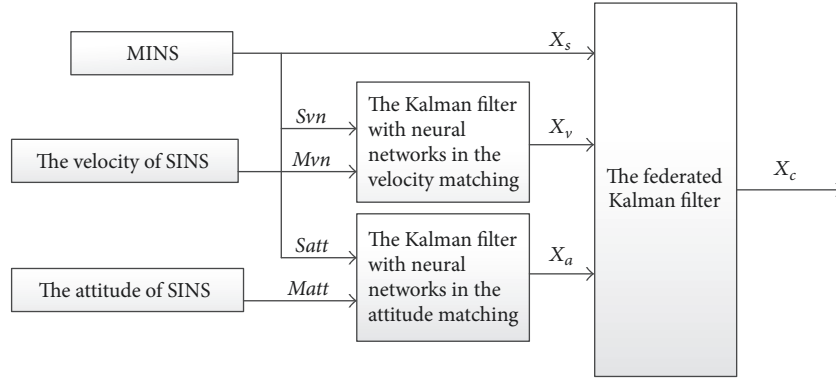 MINS
X_s
Svn
The Kalman filter
with neural
networks in the
velocity matching
X_v
The velocity of SINS
Mvn
The federated
Kalman filter
X_c
Satt
The Kalman filter
with neural
networks in the
attitude matching
X_a
The attitude of SINS
Matt